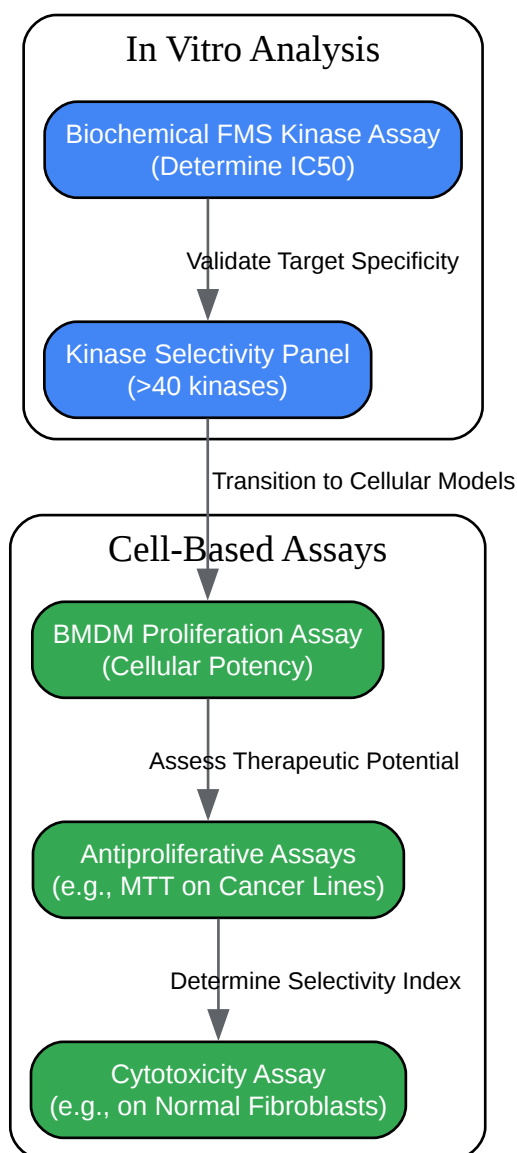 In Vitro Analysis
Biochemical FMS Kinase Assay
(Determine IC50)
Validate Target Specificity
Kinase Selectivity Panel
(>40 kinases)
Transition to Cellular Models
Cell-Based Assays
BMDM Proliferation Assay
(Cellular Potency)
Assess Therapeutic Potential
Antiproliferative Assays
(e.g., MTT on Cancer Lines)
Determine Selectivity Index
Cytotoxicity Assay
(e.g., on Normal Fibroblasts)